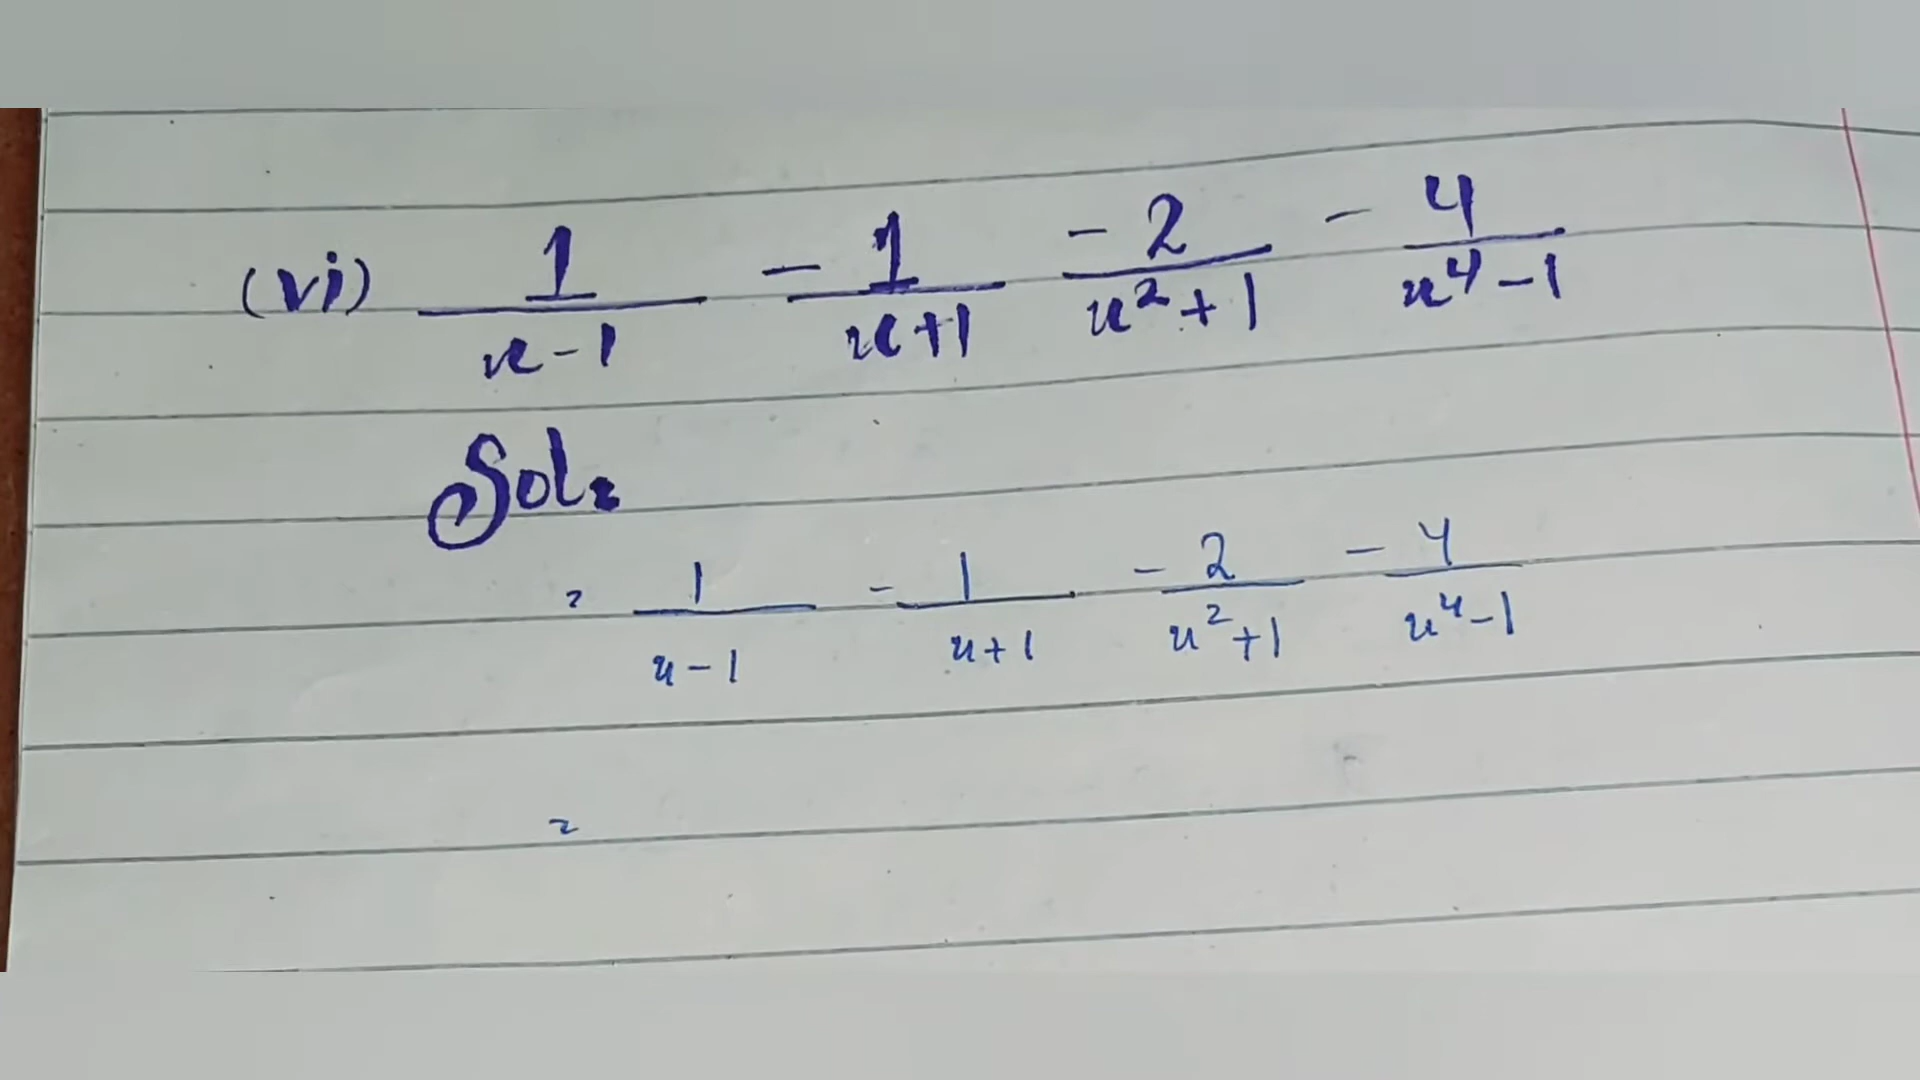 (vi) 1/x-1 - 1/x+1 - 2/x²+1 - 4/x⁴-1
Sol:
= 1/x-1 - 1/x+1 - 2/x²+1 - 4/x⁴-1
=